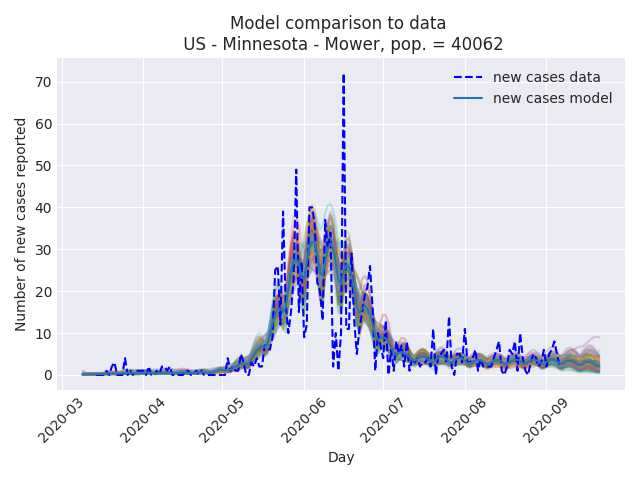 Model comparison to data
US - Minnesota - Mower, pop. = 40062
new cases data
new cases model
Number of new cases reported
70
60
50
40
30
20
10
0
2020-03
2020-04
2020-05
2020-06
2020-07
2020-08
2020-09
Day